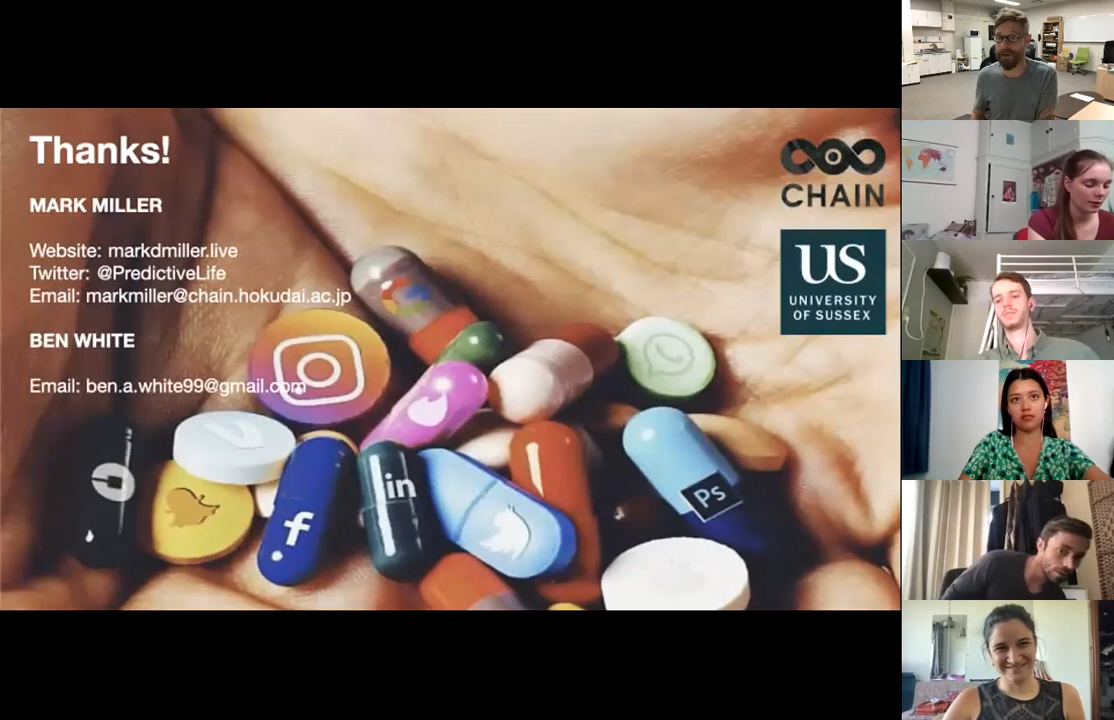 Thanks!
MARK MILLER
Website: markdmiller.live
Twitter: @PredictiveLife
Email: markmiller@chain.hokudai.ac.jp
BEN WHITE
Email: ben.a.white99@gmail.com
CHAIN
US
UNIVERSITY
OF SUSSEX
f
in
Ps